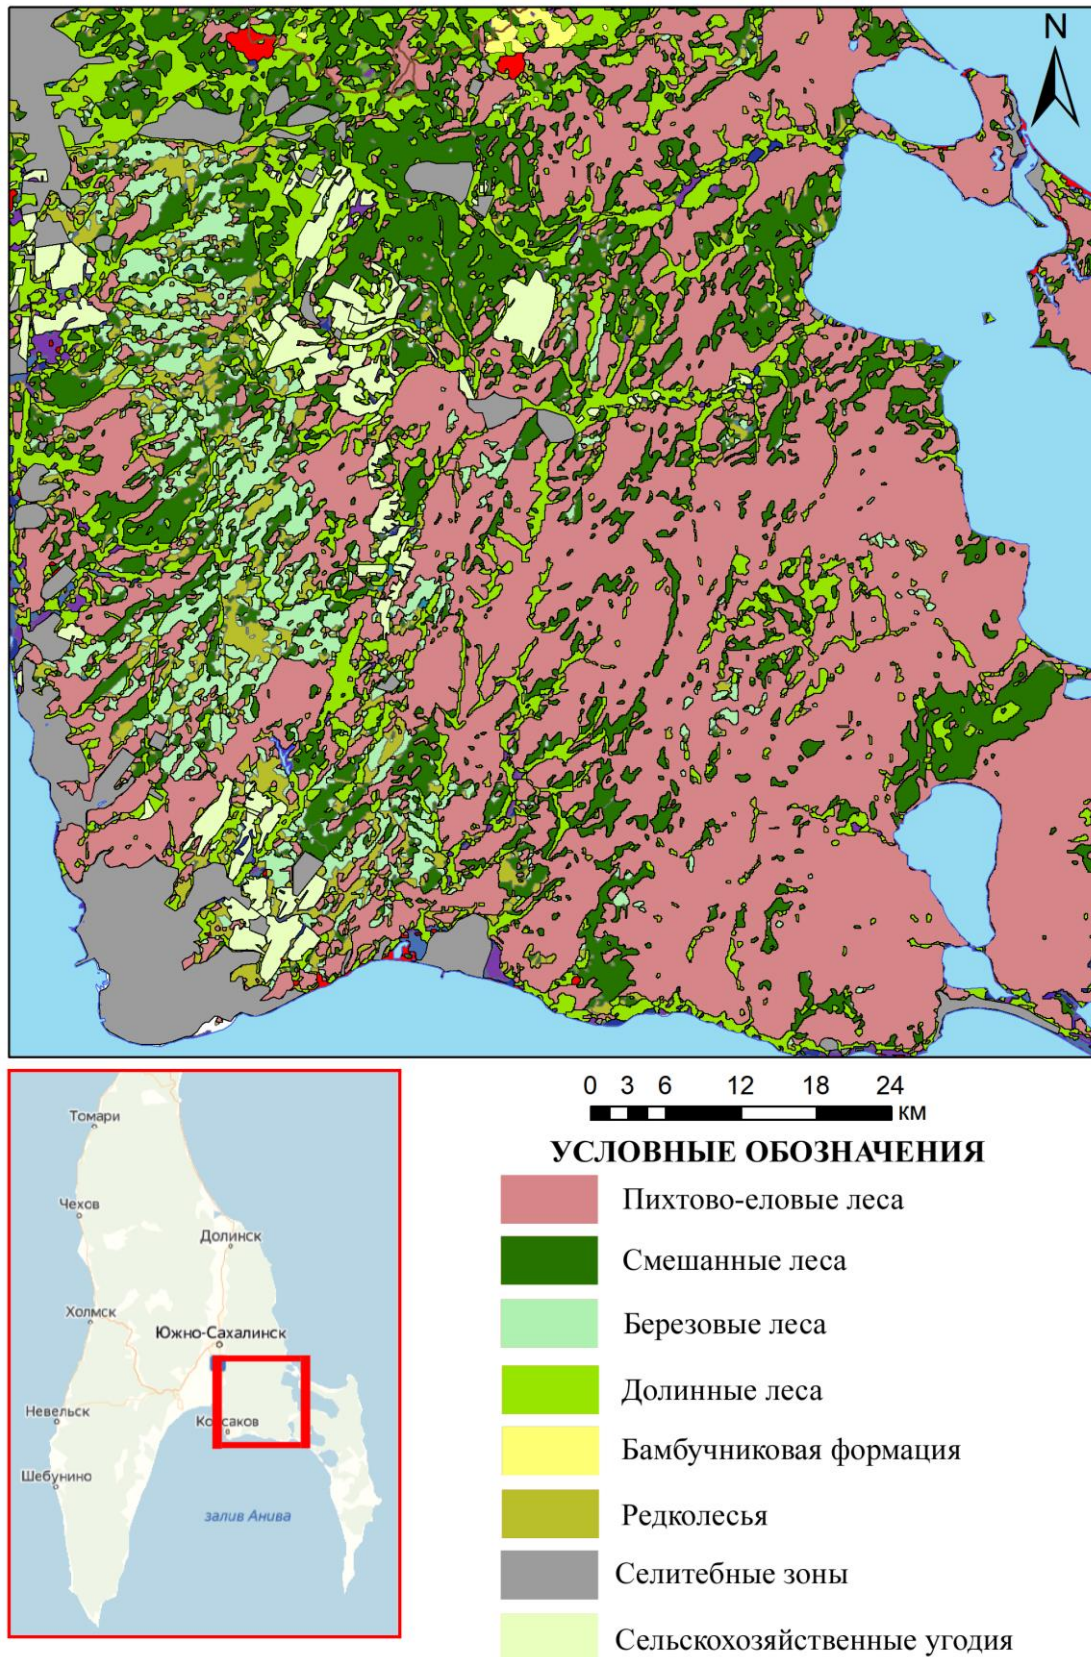 N
0 3 6 12 18 24
КМ
УСЛОВНЫЕ ОБОЗНАЧЕНИЯ
Пихтово-еловые леса
Смешанные леса
Березовые леса
Долинные леса
Бамбучниковая формация
Редколесья
Селитебные зоны
Сельскохозяйственные угодия
Томари
Чехов
Долинск
Холмск
Южно-Сахалинск
Невельск
Корсаков
Шебунино
залив Анива